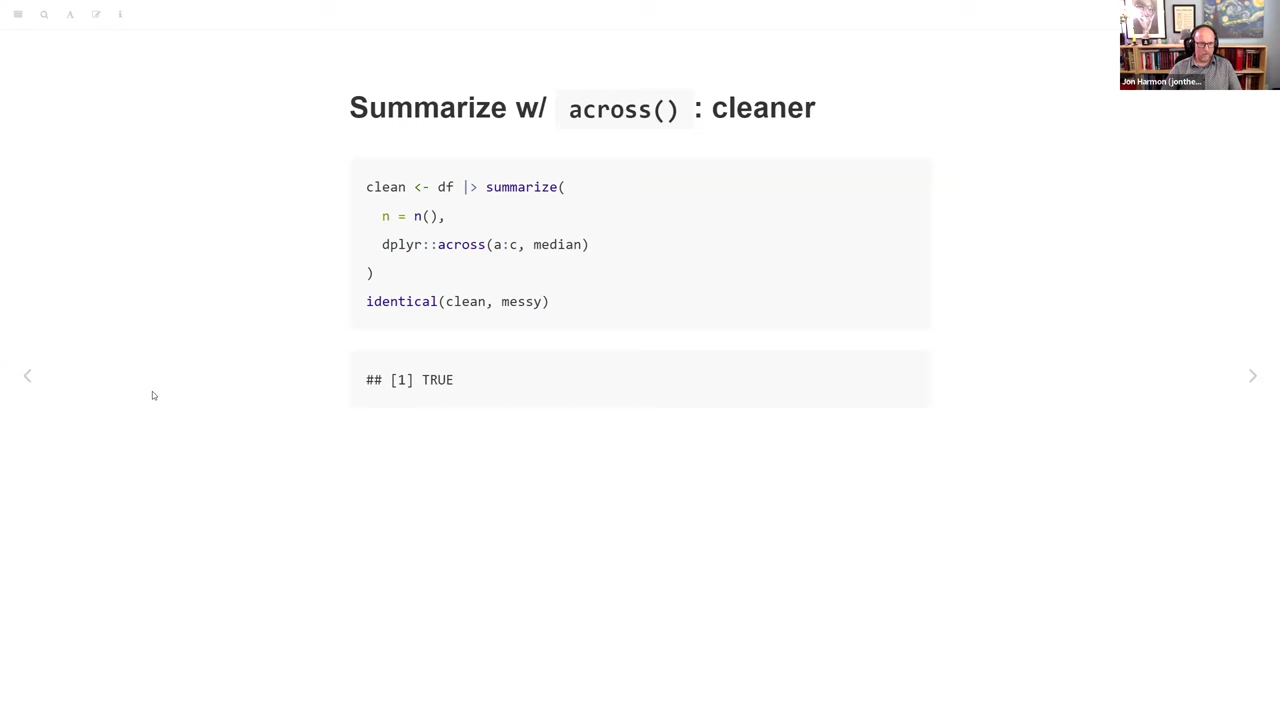 Jon Harmon (jonthe...
Summarize w/ across() : cleaner
clean <- df |> summarize(
  n = n(),
  dplyr::across(a:c, median)
)
identical(clean, messy)
## [1] TRUE